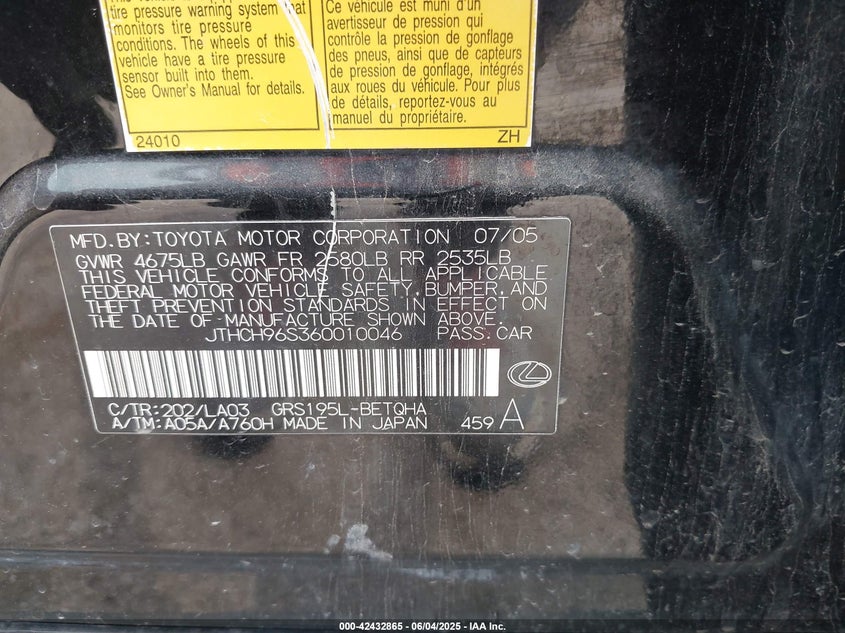 tire pressure warning system that
monitors tire pressure
conditions. The wheels of this
vehicle have a tire pressure
sensor built into them.
See Owner's Manual for details.
24010
Ce véhicule est muni d'un
avertisseur de pression qui
contrôle la pression de gonflage
des pneus, ainsi que de capteurs
de pression de gonflage, intégrés
aux roues du véhicule. Pour plus
de détails, reportez-vous au
manuel du propriétaire.
ZH
MFD.BY:TOYOTA MOTOR CORPORATION 07/05
GVWR 4675LB GAWR FR 2580LB RR 2535LB
THIS VEHICLE CONFORMS TO ALL APPLICABLE
FEDERAL MOTOR VEHICLE SAFETY,BUMPER,AND
THEFT PREVENTION STANDARDS IN EFFECT ON
THE DATE OF MANUFACTURE SHOWN ABOVE.
JTHCH96S360010046 PASS.CAR
C/TR:202/LA03 GRS195L-BETQHA
A/TM:A05A/A760H MADE IN JAPAN 459 A
000-42432865 - 06/04/2025 - IAA Inc.